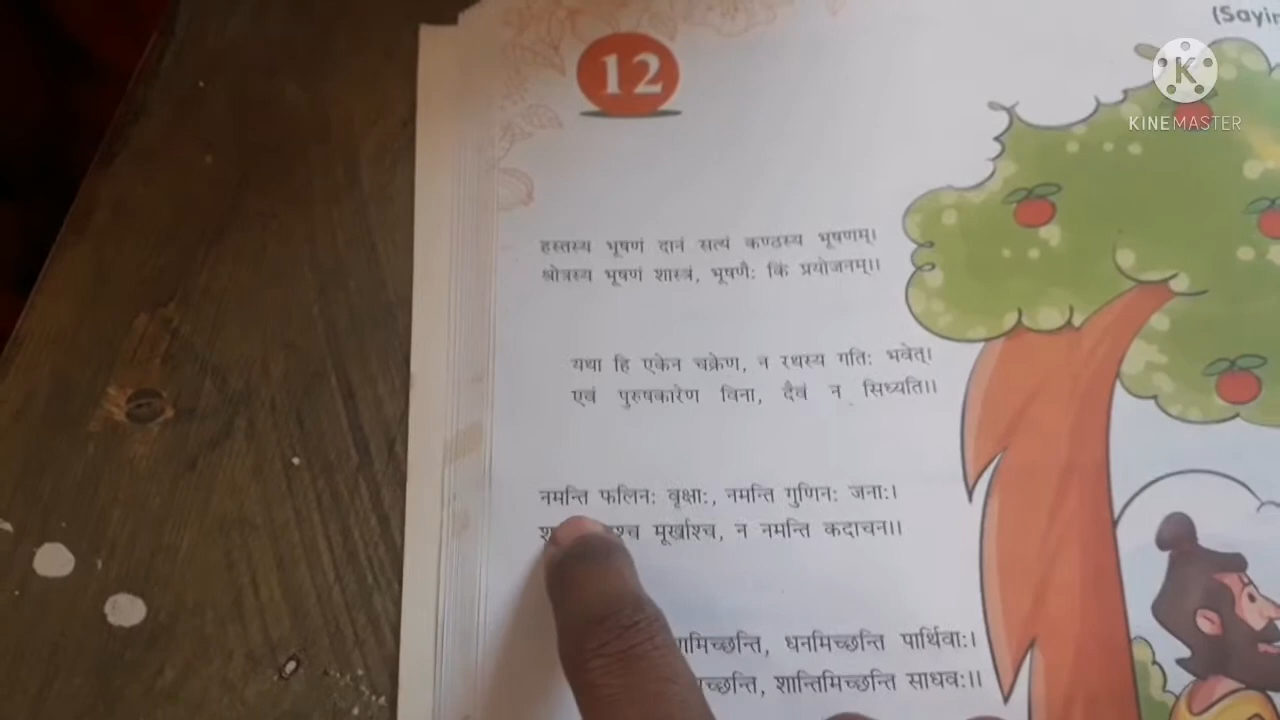 (Sayin
K
KINEMASTER
12
हस्तस्य भूषणं दानं सत्यं कण्ठस्य भूषणम्।
श्रोत्रस्य भूषणं शास्त्रं, भूषणैः किं प्रयोजनम्।।
यथा हि एकेन चक्रेण, न रथस्य गतिः भवेत्।
एवं पुरुषकारेण विना, दैवं न सिध्यति।।
नमन्ति फलिनः वृक्षाः, नमन्ति गुणिनः जनाः।
मूर्खाश्च, न नमन्ति कदाचन।।
धनमिच्छन्ति पार्थिवाः।
शान्तिमिच्छन्ति साधवः।।